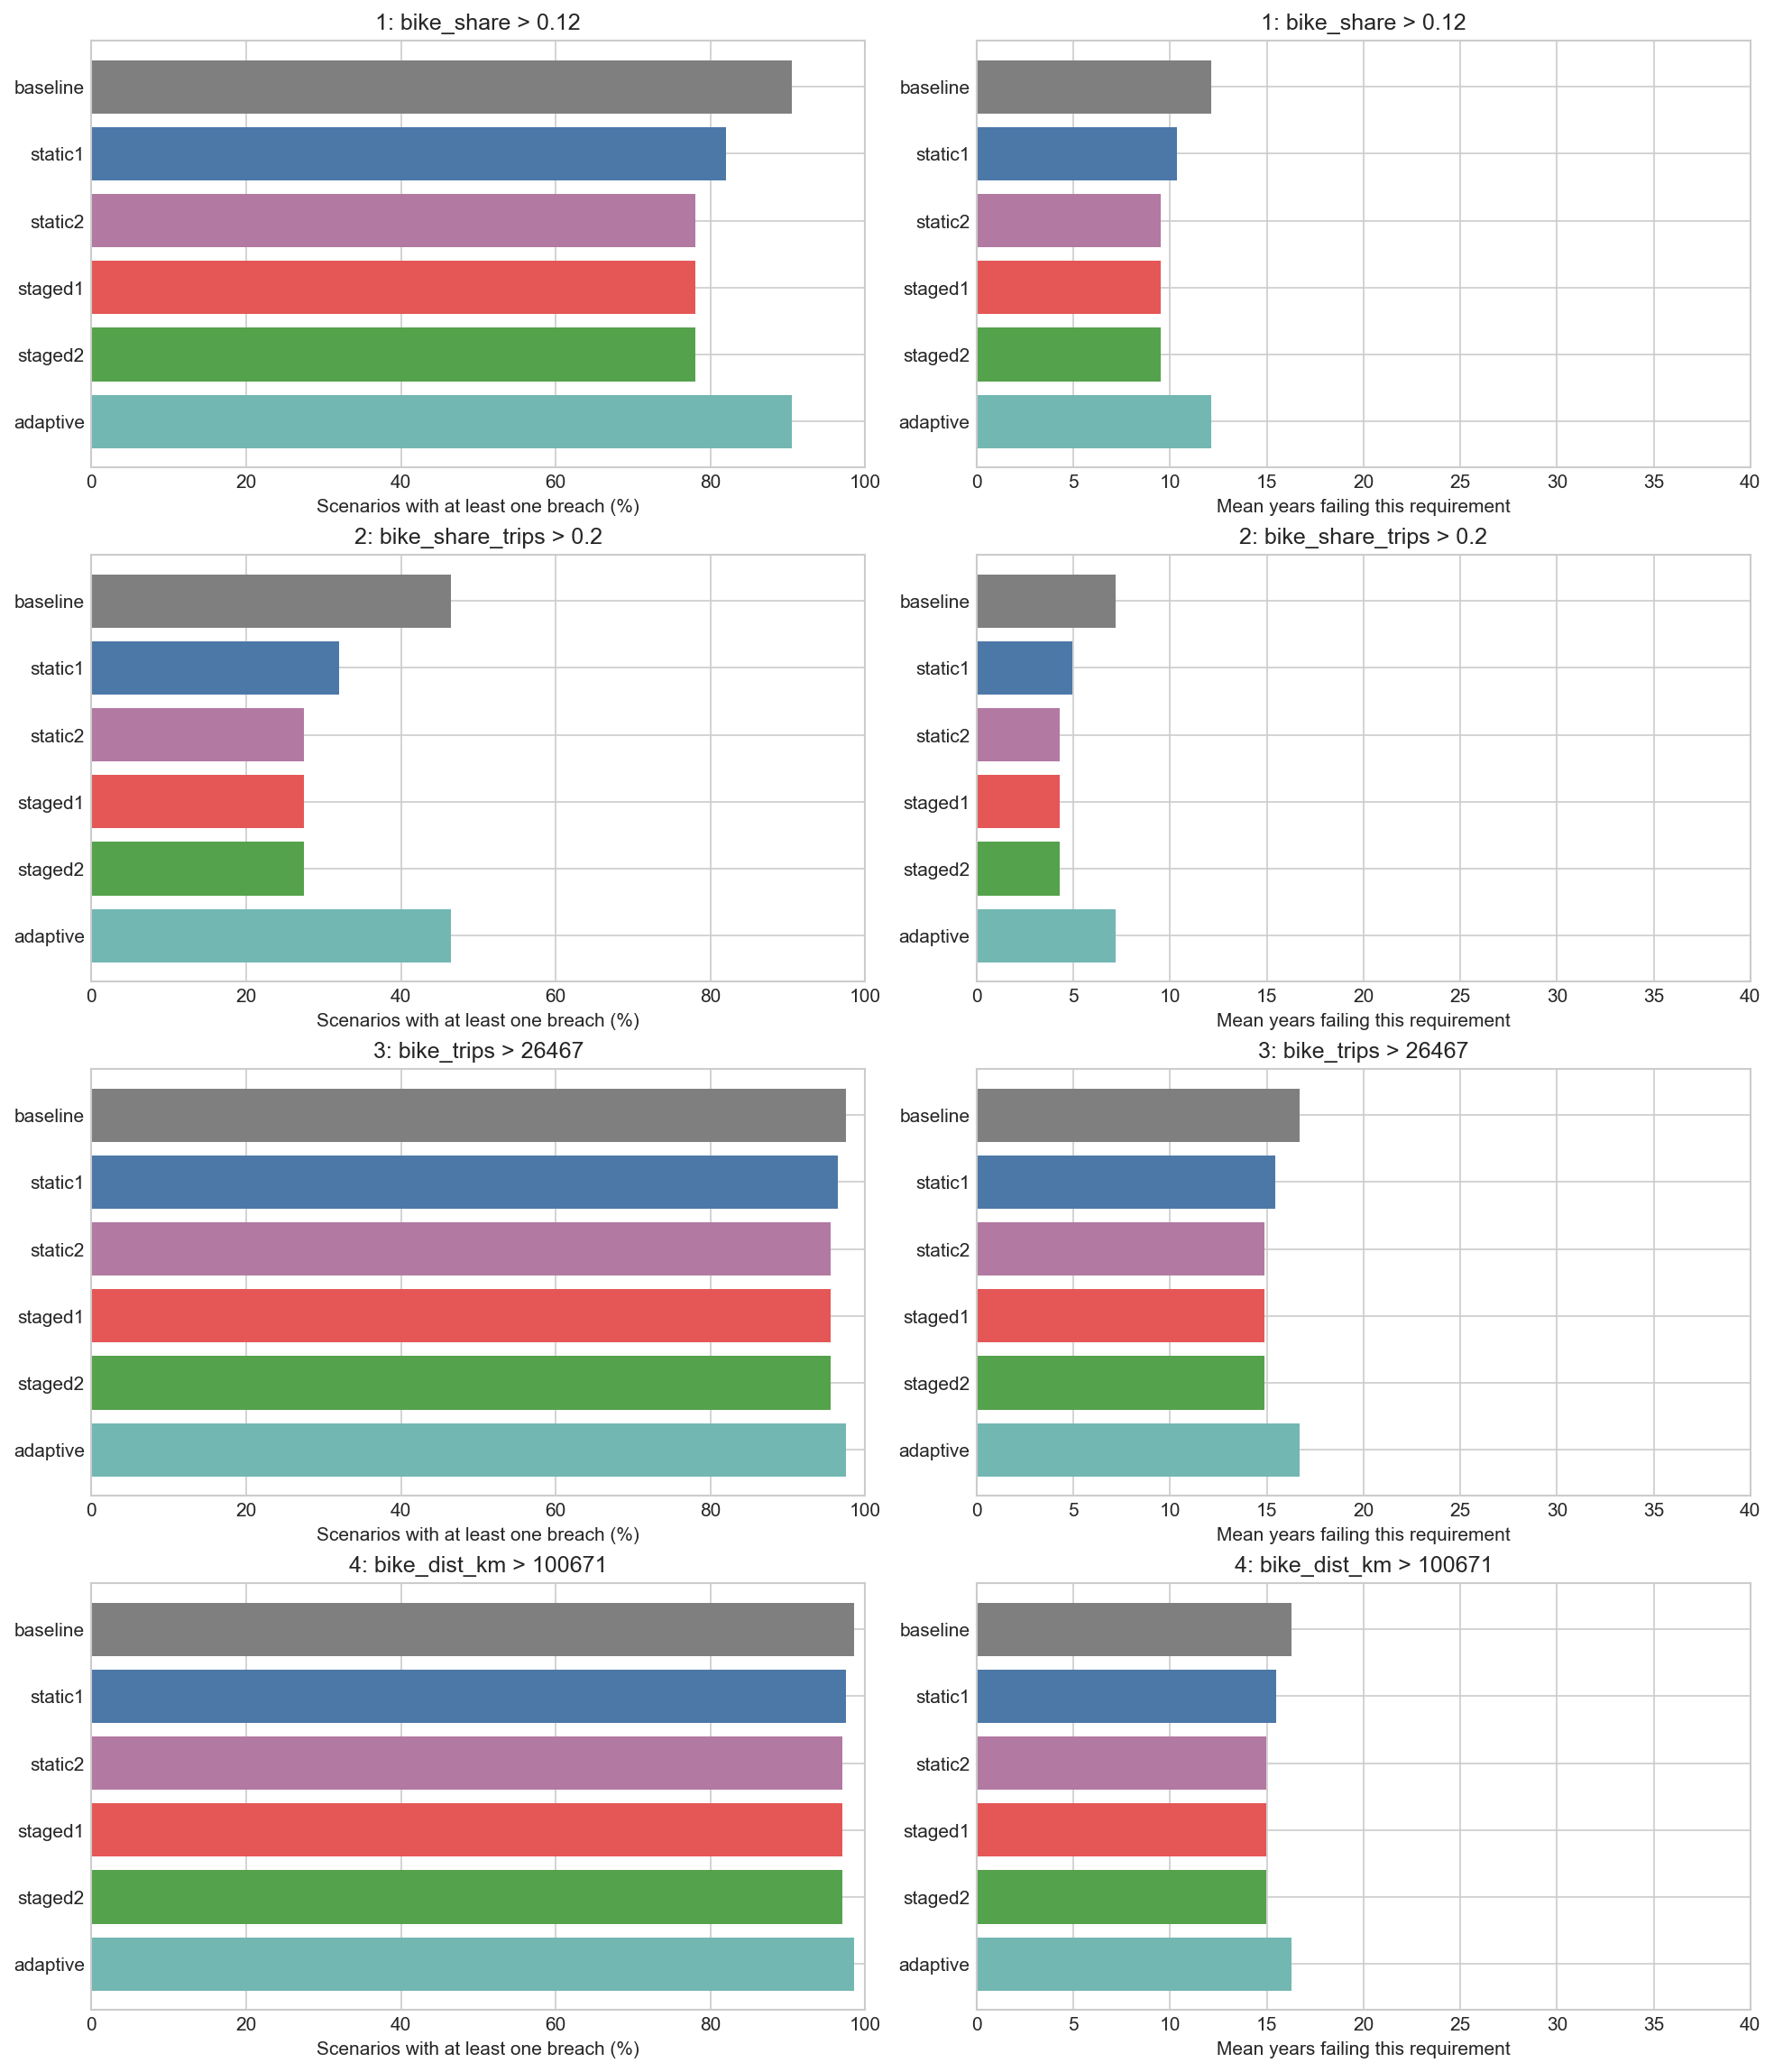 1: bike_share > 0.12
baseline
static1
static2
staged1
staged2
adaptive
0 20 40 60 80 100
Scenarios with at least one breach (%)
1: bike_share > 0.12
baseline
static1
static2
staged1
staged2
adaptive
0 5 10 15 20 25 30 35 40
Mean years failing this requirement
2: bike_share_trips > 0.2
baseline
static1
static2
staged1
staged2
adaptive
0 20 40 60 80 100
Scenarios with at least one breach (%)
2: bike_share_trips > 0.2
baseline
static1
static2
staged1
staged2
adaptive
0 5 10 15 20 25 30 35 40
Mean years failing this requirement
3: bike_trips > 26467
baseline
static1
static2
staged1
staged2
adaptive
0 20 40 60 80 100
Scenarios with at least one breach (%)
3: bike_trips > 26467
baseline
static1
static2
staged1
staged2
adaptive
0 5 10 15 20 25 30 35 40
Mean years failing this requirement
4: bike_dist_km > 100671
baseline
static1
static2
staged1
staged2
adaptive
0 20 40 60 80 100
Scenarios with at least one breach (%)
4: bike_dist_km > 100671
baseline
static1
static2
staged1
staged2
adaptive
0 5 10 15 20 25 30 35 40
Mean years failing this requirement